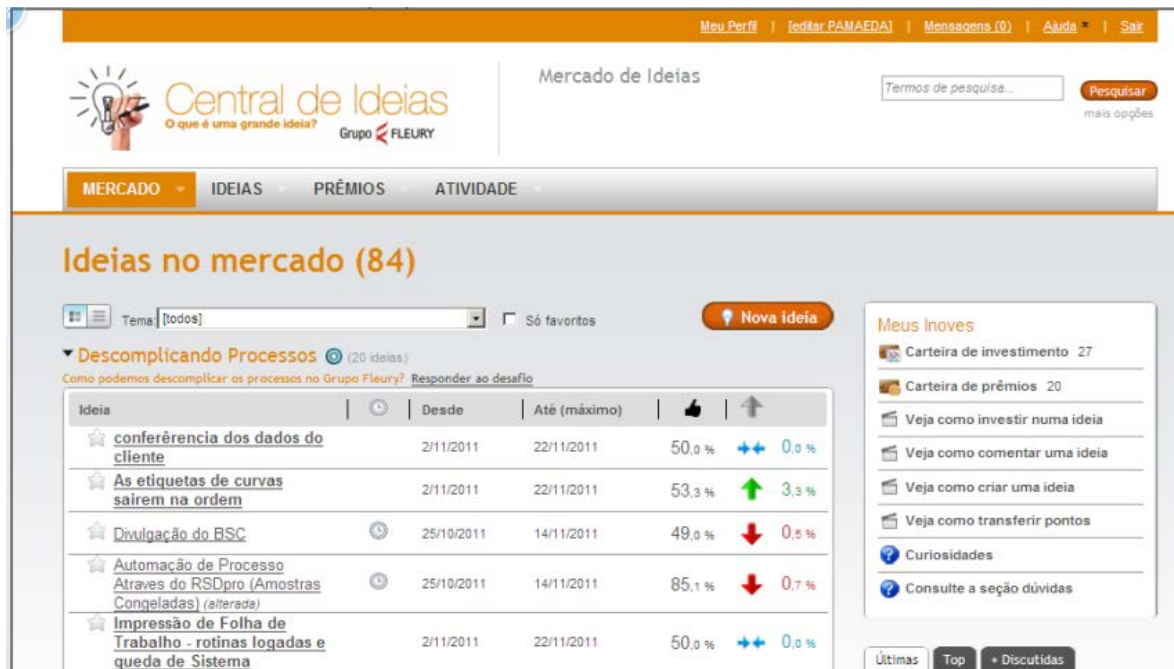 Meu Perfil | [editar PAMAEDA] | Mensagens (0) | Ajuda | Sair
Central de Ideias
O que é uma grande ideia?
Grupo FLEURY
Mercado de Ideias
Termos de pesquisa...
Pesquisar
mais opções
MERCADO IDEIAS PRÊMIOS ATIVIDADE
Ideias no mercado (84)
Tema: [todos] Só favoritos Nova ideia
Descomplicando Processos (20 ideias)
Como podemos descomplicar os processos no Grupo Fleury? Responder ao desafio
Ideia | | Desde | Até (máximo) | |
conferêrencia dos dados do
cliente
2/11/2011 22/11/2011 50,0 % 0,0 %
As etiquetas de curvas
sairem na ordem
2/11/2011 22/11/2011 53,3 % 3,3 %
Divulgação do BSC 25/10/2011 14/11/2011 49,0 % 0,5 %
Automação de Processo
Atraves do RSDpro (Amostras
Congeladas) (alterada)
25/10/2011 14/11/2011 85,1 % 0,7 %
Impressão de Folha de
Trabalho - rotinas logadas e
queda de Sistema
2/11/2011 22/11/2011 50,0 % 0,0 %
Meus Inoves
Carteira de investimento 27
Carteira de prêmios 20
Veja como investir numa ideia
Veja como comentar uma ideia
Veja como criar uma ideia
Veja como transferir pontos
Curiosidades
Consulte a seção dúvidas
Últimas Top + Discutidas